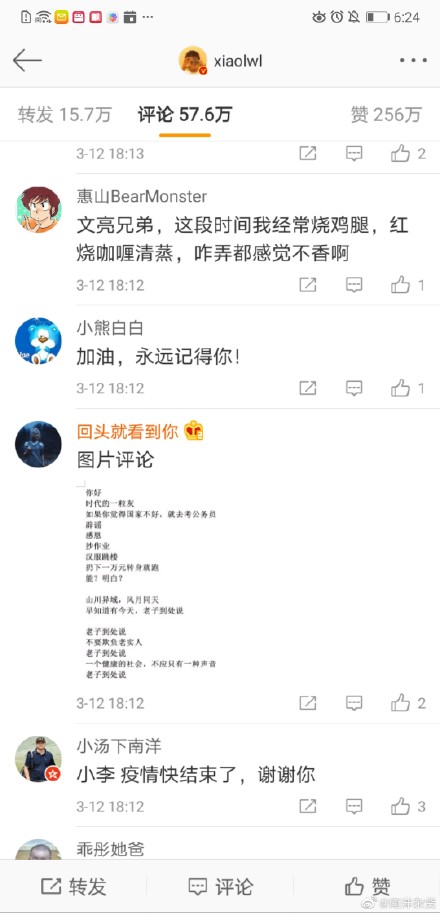 6:24
xiaolwl
转发 15.7万
评论 57.6万
赞 256万
3-12 18:13
2
惠山BearMonster
文亮兄弟，这段时间我经常烧鸡腿，红
烧咖喱清蒸，咋弄都感觉不香啊
3-12 18:12
1
小熊白白
加油，永远记得你！
3-12 18:12
1
回头就看到你
图片评论
你好
时代的一粒灰
如果你觉得国家不好，就去考公务员
辟谣
感恩
抄作业
汉服跳楼
扔下一万元转身就跑
能？明白？
山川异域，风月同天
早知道有今天，老子到处说
老子到处说
不要欺负老实人
老子到处说
一个健康的社会，不应只有一种声音
老子到处说
3-12 18:12
2
小汤下南洋
小李 疫情快结束了，谢谢你
3-12 18:12
3
乖彤她爸
转发
评论
赞